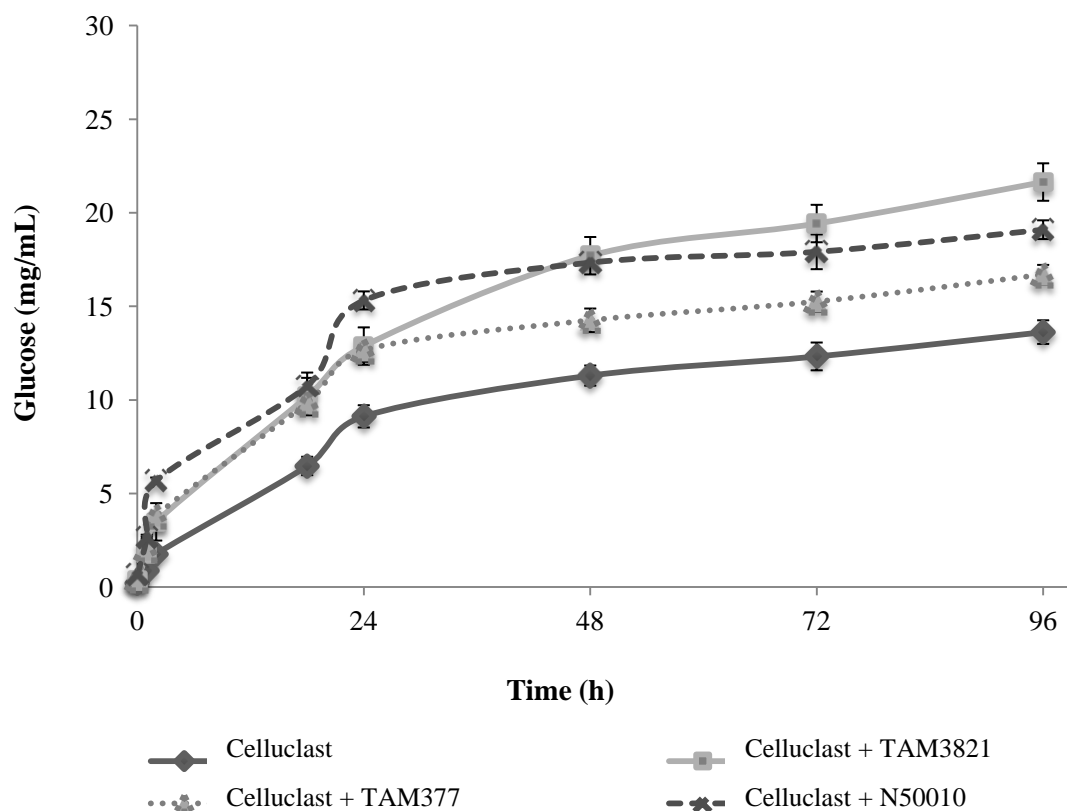 30
25
20
15
10
5
0
Glucose (mg/mL)
0 24 48 72 96
Time (h)
Celluclast
Celluclast + TAM3821
Celluclast + TAM377
Celluclast + N50010